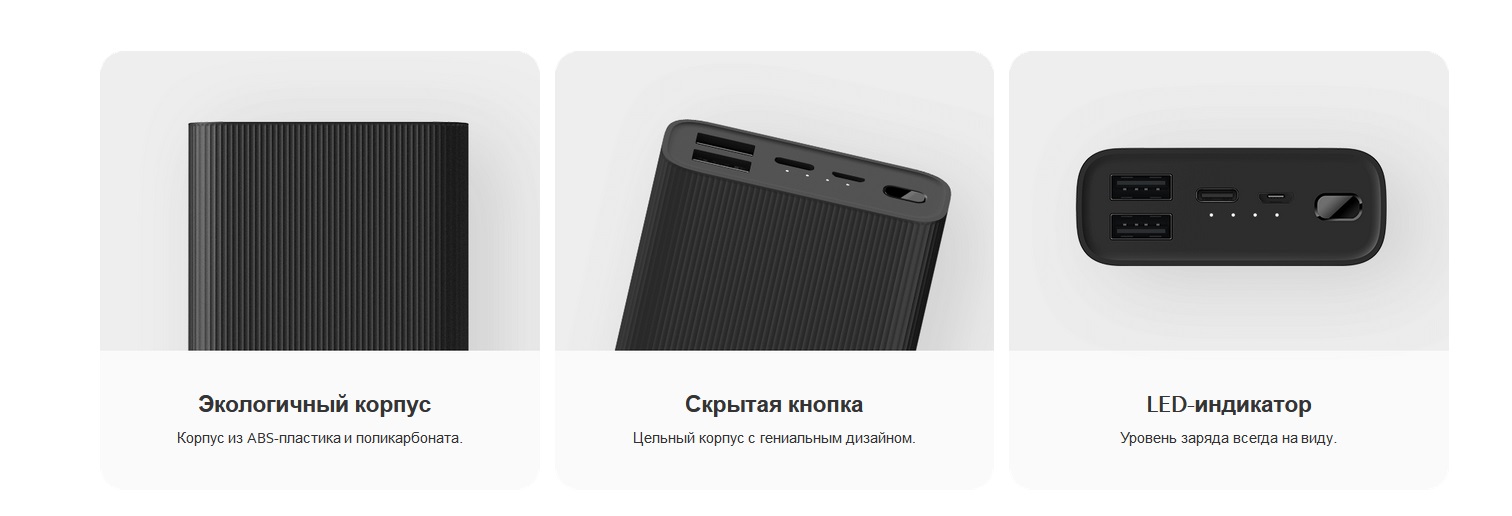 Экологичный корпус
Корпус из ABS-пластика и поликарбоната.
Скрытая кнопка
Цельный корпус с гениальным дизайном.
LED-индикатор
Уровень заряда всегда на виду.